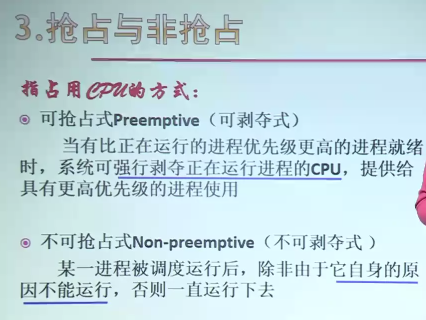 3.抢占与非抢占
指占用CPU的方式：
可抢占式Preemptive（可剥夺式）
当有比正在运行的进程优先级更高的进程就绪
时，系统可强行剥夺正在运行进程的CPU，提供给
具有更高优先级的进程使用
不可抢占式Non-preemptive（不可剥夺式 ）
某一进程被调度运行后，除非由于它自身的原
因不能运行，否则一直运行下去